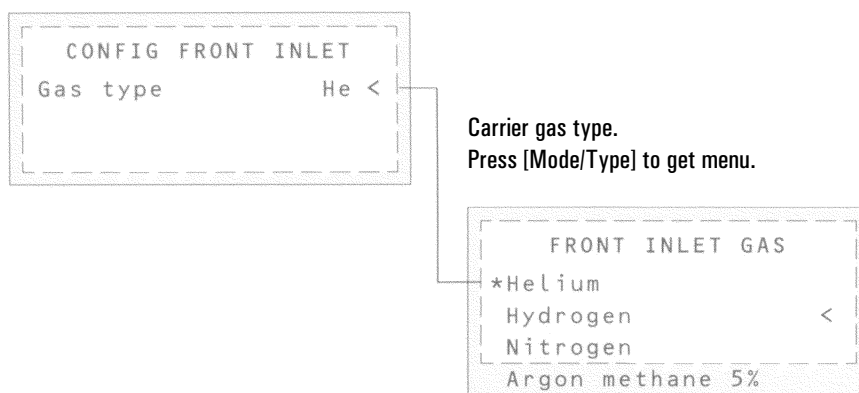 CONFIG FRONT INLET
Gas type He <
Carrier gas type.
Press [Mode/Type] to get menu.
FRONT INLET GAS
*Helium
Hydrogen <
Nitrogen
Argon methane 5%